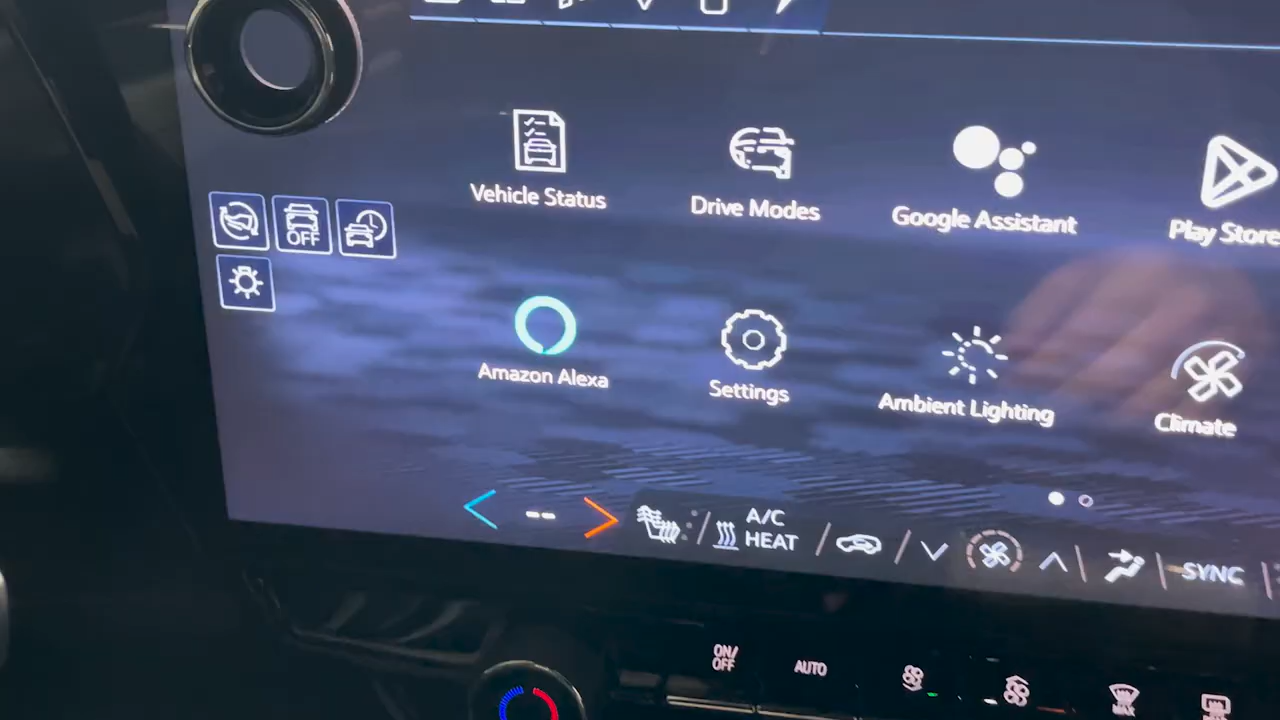 Vehicle Status
Drive Modes
Google Assistant
Play Store
OFF
Amazon Alexa
Settings
Ambient Lighting
Climate
--
A/C
HEAT
SYNC
ON/
OFF
AUTO
MAX